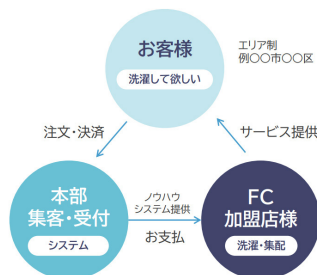 お客様
洗濯して欲しい
エリア制
例〇〇市〇〇区
注文・決済
サービス提供
本部
集客・受付
システム
ノウハウ
システム提供
お支払
FC
加盟店様
洗濯・集配